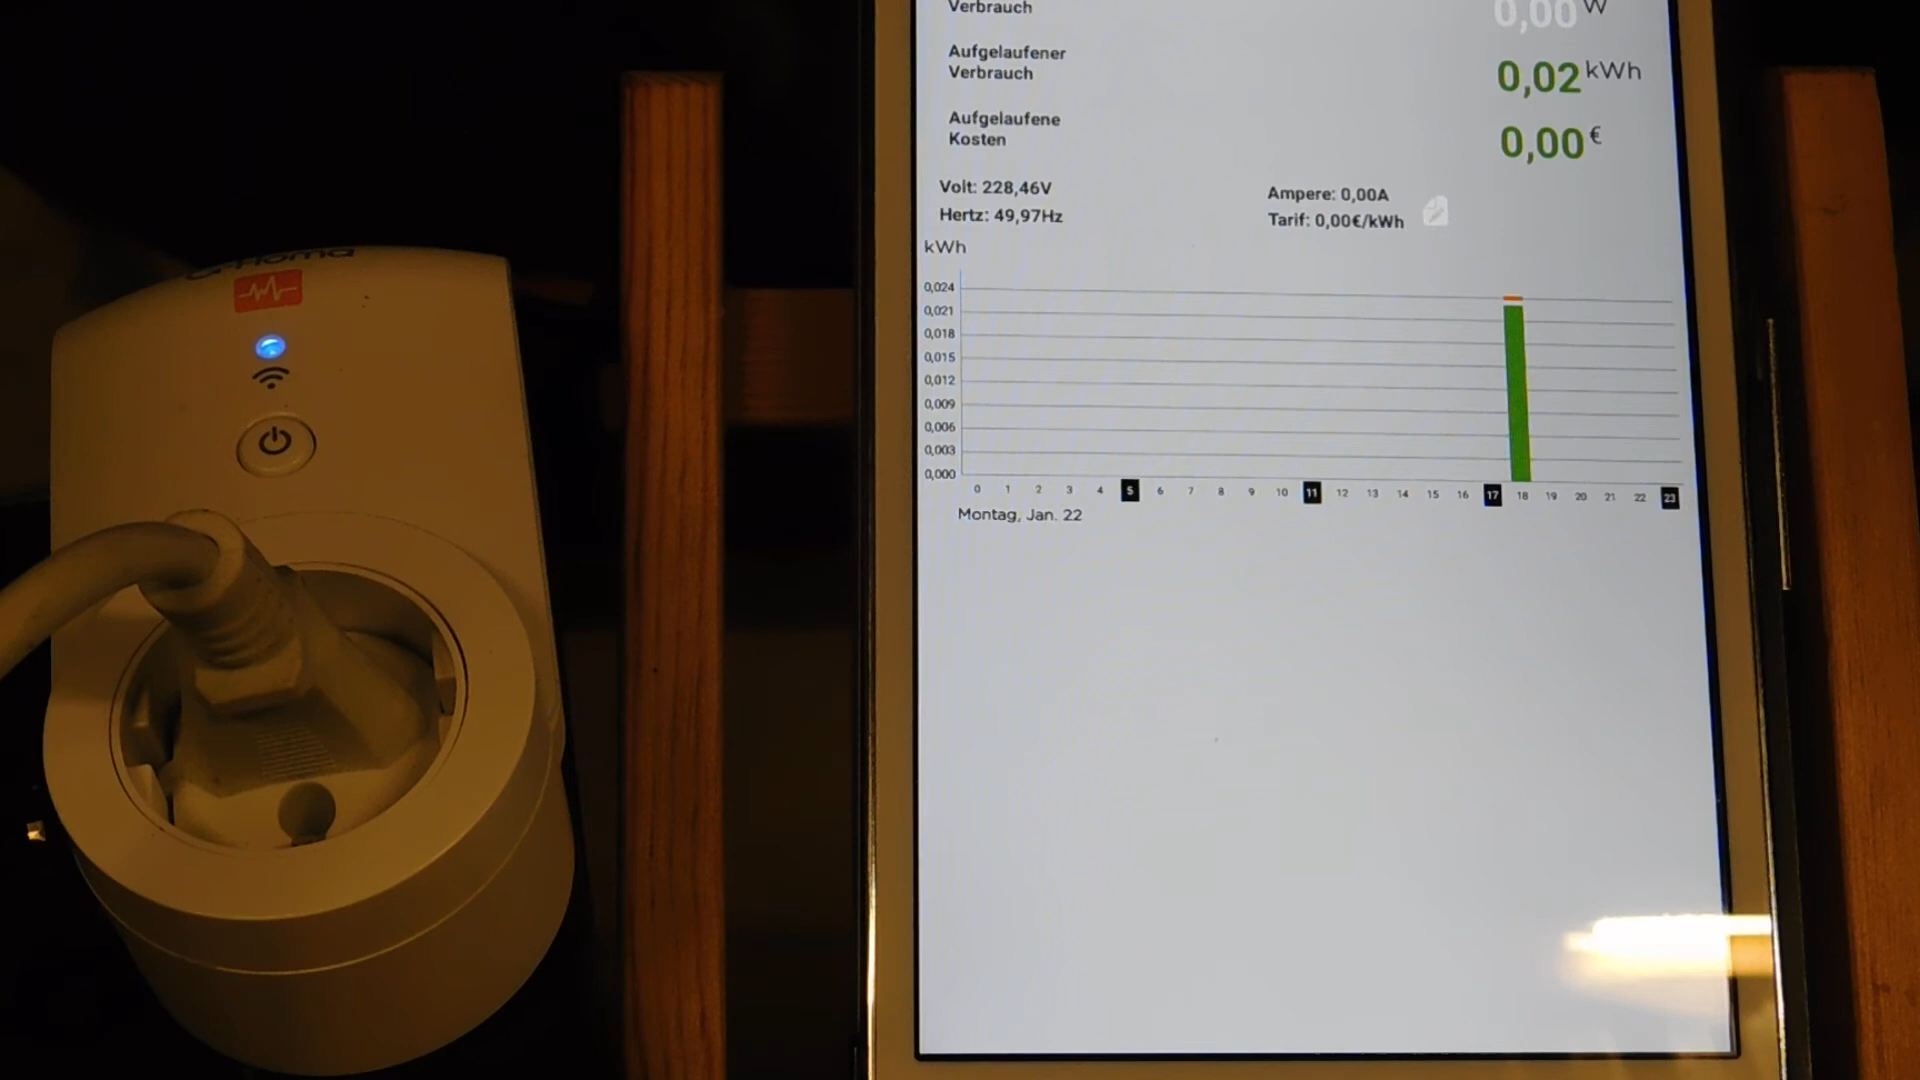 Verbrauch 0,00 W
Aufgelaufener
Verbrauch 0,02 kWh
Aufgelaufene
Kosten 0,00 €
Volt: 228,46V Ampere: 0,00A
Hertz: 49,97Hz Tarif: 0,00€/kWh
kWh
0,024
0,021
0,018
0,015
0,012
0,009
0,006
0,003
0,000
0 1 2 3 4 5 6 7 8 9 10 11 12 13 14 15 16 17 18 19 20 21 22 23
Montag, Jan. 22